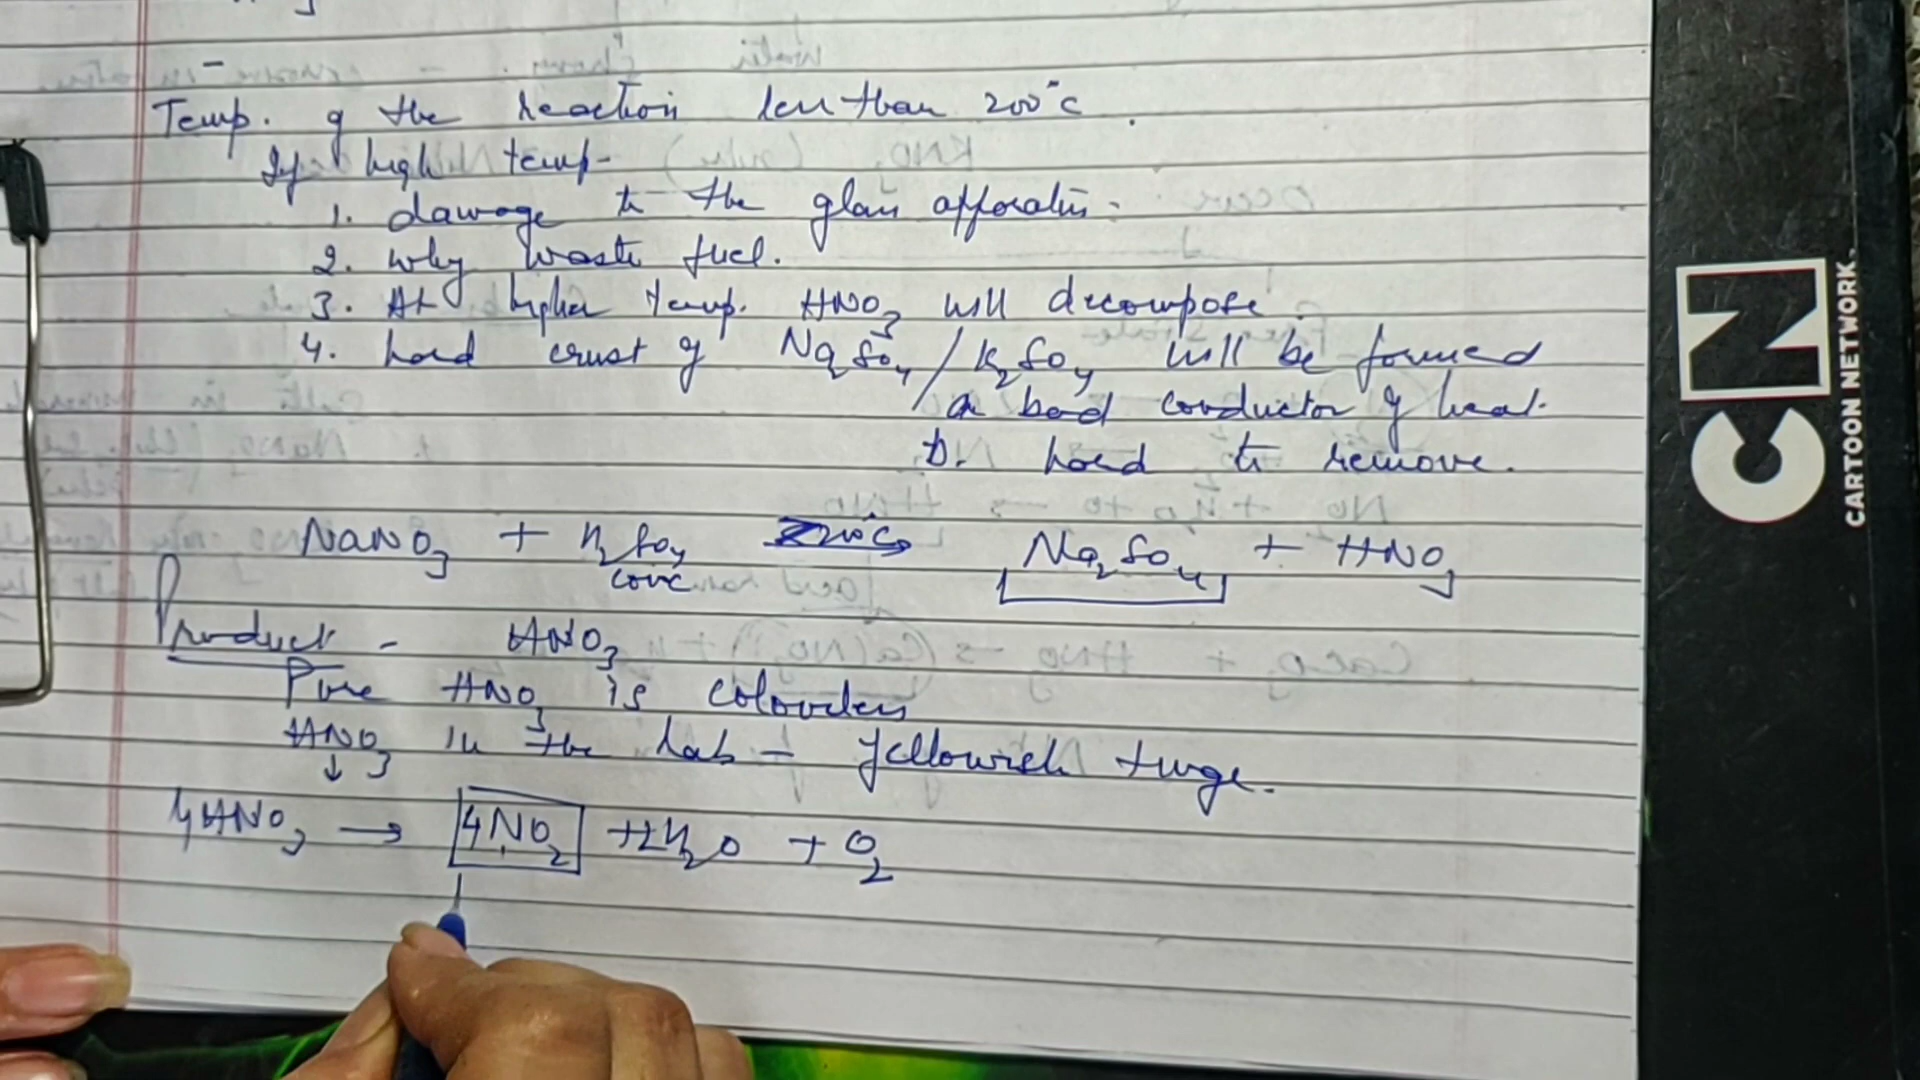 Temp. of the reaction less than 200°C.
If high temp-
1. damage to the glass apparatus.
2. why waste fuel.
3. At higher temp. HNO3 will decompose.
4. hard crust of Na2SO4/K2SO4 will be formed
a bad conductor of heat.
b. hard to remove.
NaNO3 + H2SO4 Na2SO4 + HNO3
conc
Product - HNO3
Pure HNO3 is colourless
HNO3 in the lab - yellowish tinge.
↓
4HNO3 → 4NO2 + H2O + O2
CN
CARTOON NETWORK